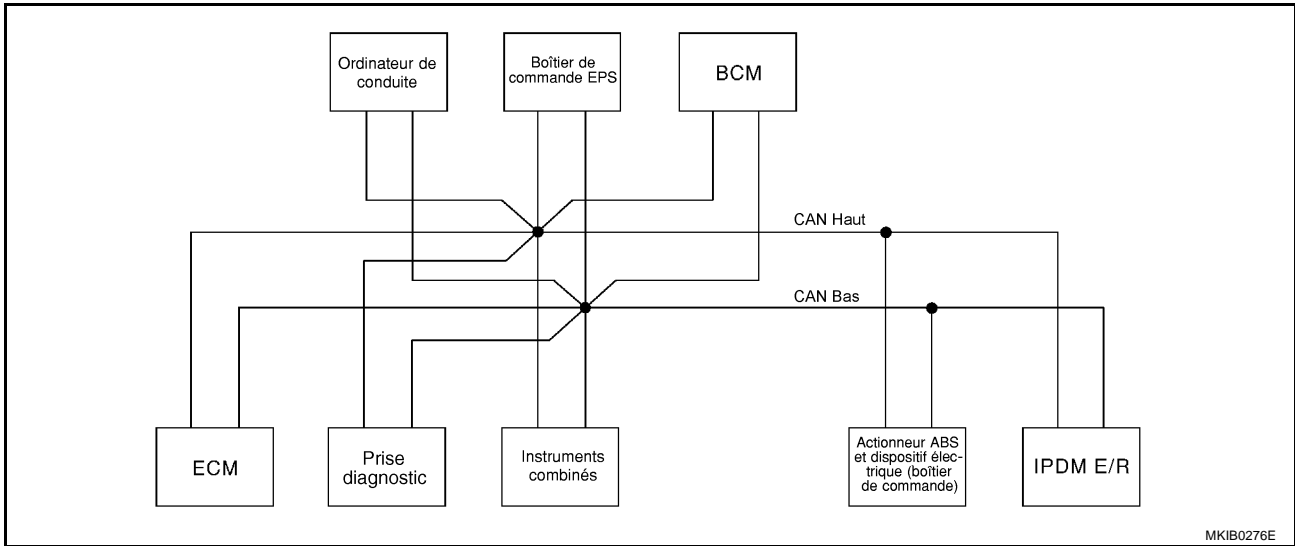 Ordinateur de
conduite
Boîtier de
commande EPS
BCM
CAN Haut
CAN Bas
ECM
Prise
diagnostic
Instruments
combinés
Actionneur ABS
et dispositif élec-
trique (boîtier
de commande)
IPDM E/R
MKIB0276E